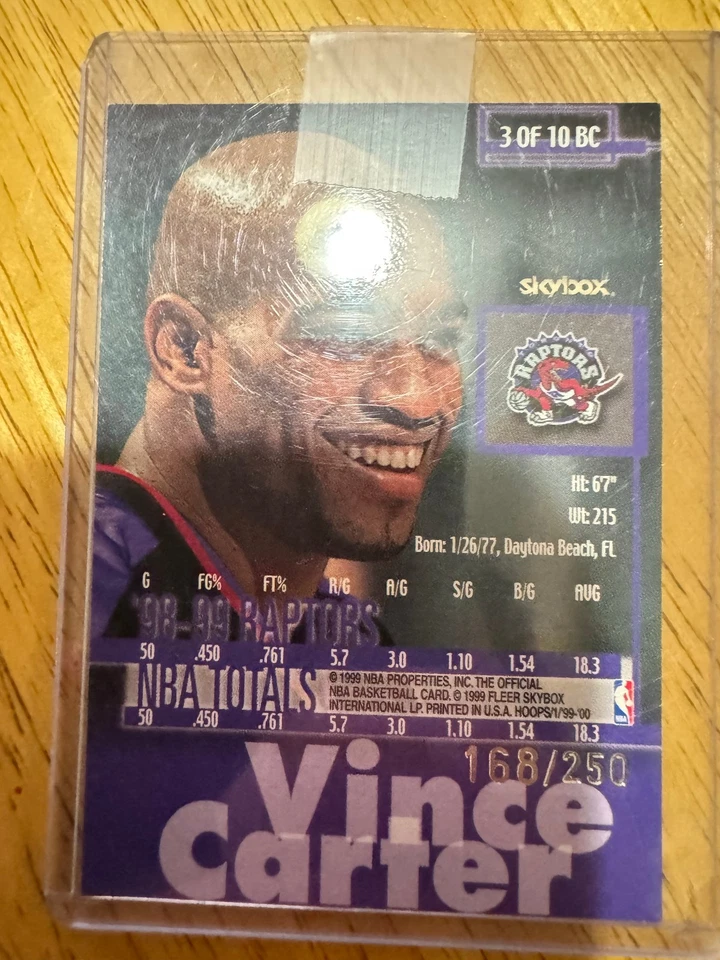 3 OF 10 BC
skybox
RAPTORS
Ht: 6'7"
Wt: 215
Born: 1/26/77, Daytona Beach, FL
G FG% FT% R/G A/G S/G B/G AVG
'98-99 RAPTORS
50 .450 .761 5.7 3.0 1.10 1.54 18.3
NBA TOTALS
© 1999 NBA PROPERTIES, INC. THE OFFICIAL
NBA BASKETBALL CARD. © 1999 FLEER SKYBOX
INTERNATIONAL LP. PRINTED IN U.S.A. HOOPS/1/'99-'00
NBA
50 .450 .761 5.7 3.0 1.10 1.54 18.3
168/250
Vince
Carter